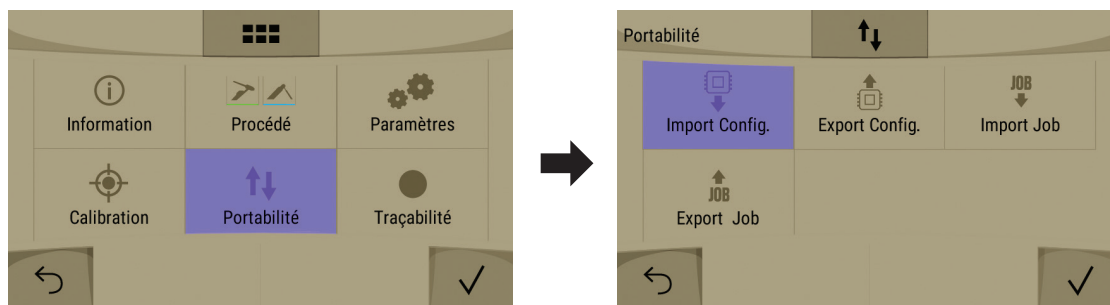 Information
Procédé
Paramètres
Calibration
Portabilité
Traçabilité
Portabilité
Import Config.
Export Config.
JOB
Import Job
JOB
Export Job